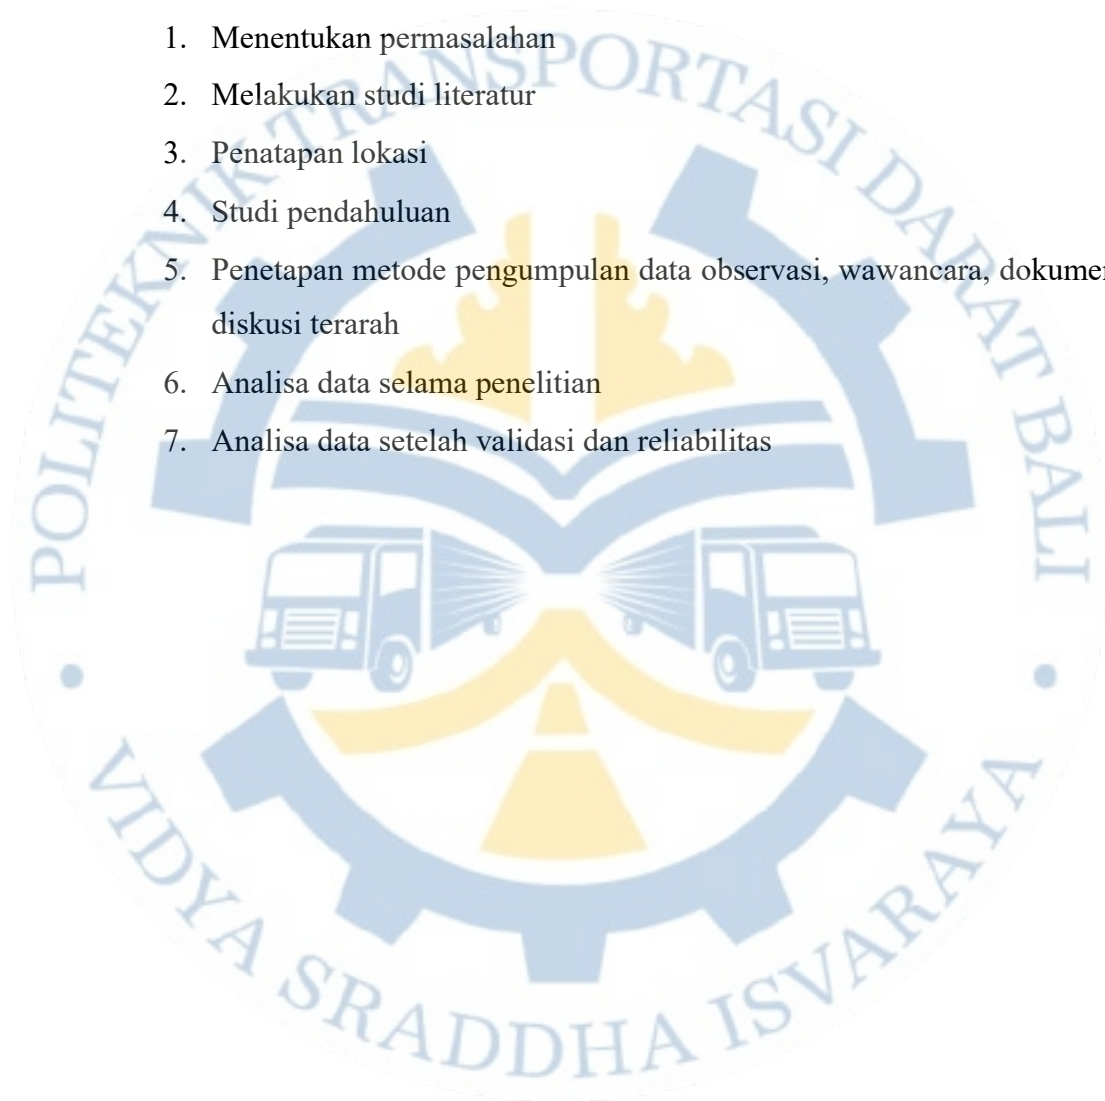 1. Menentukan permasalahan
2. Melakukan studi literatur
3. Penatapan lokasi
4. Studi pendahuluan
5. Penetapan metode pengumpulan data observasi, wawancara,
diskusi terarah
6. Analisa data selama penelitian
7. Analisa data setelah validasi dan reliabilitas
POLITEKNIK TRANSPORTASI DARAT BALI
VIDYA SRADDHA ISVARAYA